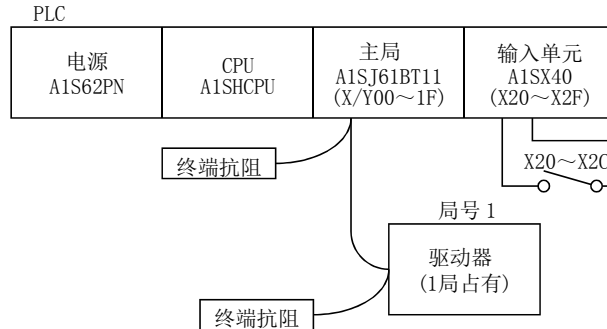 PLC
电源
A1S62PN
CPU
A1SHCPU
主局
A1SJ61BT11
(X/Y00～1F)
输入单元
A1SX40
(X20～X2F)
终端抗阻
X20～X2C
局号 1
驱动器
(1局占有)
终端抗阻